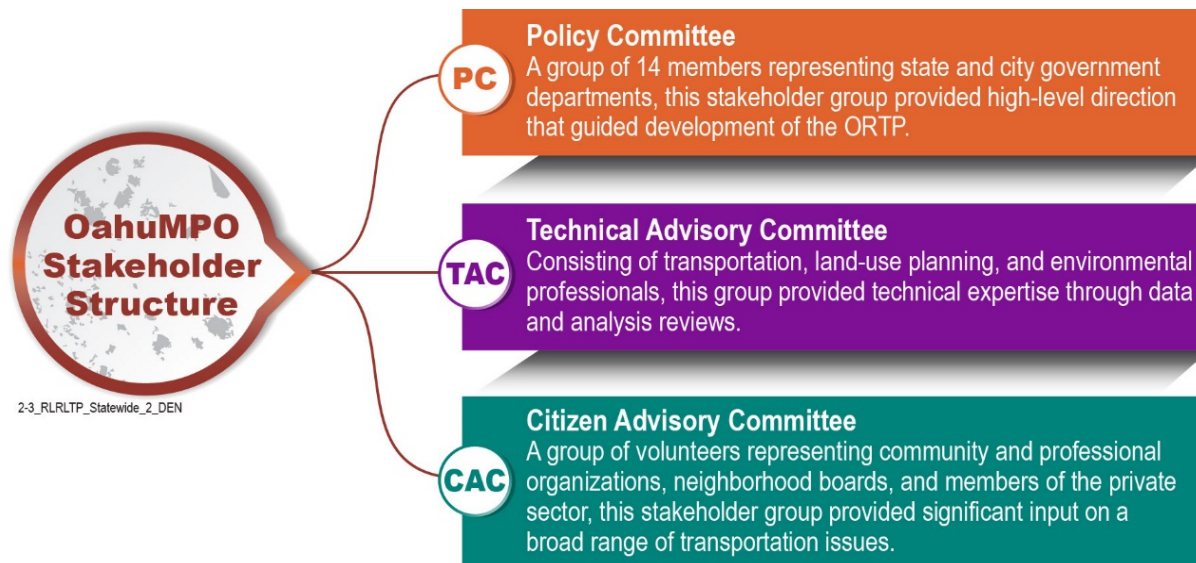 OahuMPO
Stakeholder
Structure
2-3_RLRLTP_Statewide_2_DEN
PC
Policy Committee
A group of 14 members representing state and city government
departments, this stakeholder group provided high-level direction
that guided development of the ORTP.
TAC
Technical Advisory Committee
Consisting of transportation, land-use planning, and environmental
professionals, this group provided technical expertise through data
and analysis reviews.
CAC
Citizen Advisory Committee
A group of volunteers representing community and professional
organizations, neighborhood boards, and members of the private
sector, this stakeholder group provided significant input on a
broad range of transportation issues.